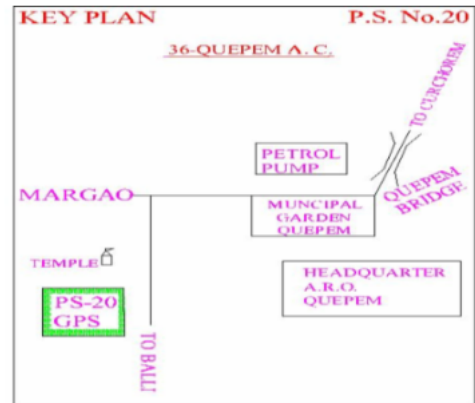 KEY PLAN P.S. No.20
36-QUEPEM A. C.
TO CURCHOREM
PETROL
PUMP
QUEPEM
BRIDGE
MARGAO
MUNCIPAL
GARDEN
QUEPEM
TEMPLE
HEADQUARTER
A.R.O.
QUEPEM
PS-20
GPS
TO BALLI